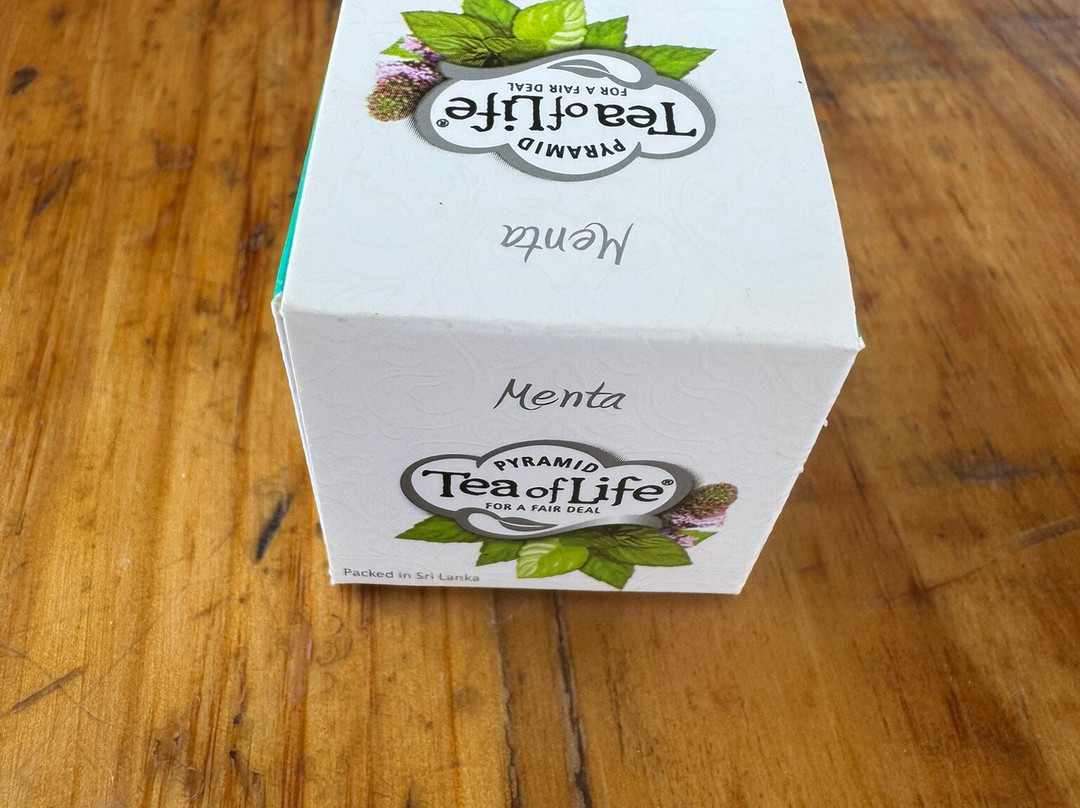 PYRAMID
Tea of Life®
FOR A FAIR DEAL
Menta
Menta
PYRAMID
Tea of Life®
FOR A FAIR DEAL
Packed in Sri Lanka